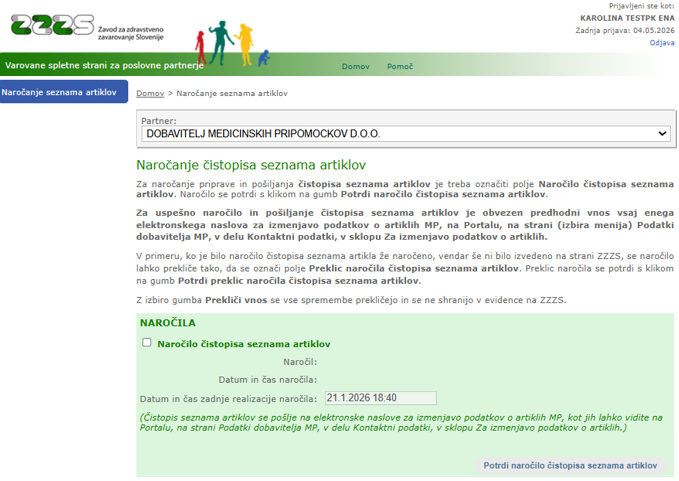 Prijavljeni ste kot:
KAROLINA TESTPK ENA
Zadnja prijava: 04.05.2026
Odjava
ZZZS
Zavod za zdravstveno
zavarovanje Slovenije
Varovane spletne strani za poslovne partnerje
Domov
Pomoč
Naročanje seznama artiklov
Domov > Naročanje seznama artiklov
Partner:
DOBAVITELJ MEDICINSKIH PRIPOMOCKOV D.O.O.
Naročanje čistopisa seznama artiklov
Za naročanje priprave in pošiljanja čistopisa seznama artiklov je treba označiti polje Naročilo čistopisa seznama
artiklov. Naročilo se potrdi s klikom na gumb Potrdi naročilo čistopisa seznama artiklov.
Za uspešno naročilo in pošiljanje čistopisa seznama artiklov je obvezen predhodni vnos vsaj enega
elektronskega naslova za izmenjavo podatkov o artiklih MP, na Portalu, na strani (izbira menija) Podatki
dobavitelja MP, v delu Kontaktni podatki, v sklopu Za izmenjavo podatkov o artiklih.
V primeru, ko je bilo naročilo čistopisa seznama artikla že naročeno, vendar še ni bilo izvedeno na strani ZZZS, se naročilo
lahko prekliče tako, da se označi polje Preklic naročila čistopisa seznama artiklov. Preklic naročila se potrdi s klikom
na gumb Potrdi preklic naročila čistopisa seznama artiklov.
Z izbiro gumba Prekliči vnos se vse spremembe prekličejo in se ne shranijo v evidence na ZZZS.
NAROČILA
Naročilo čistopisa seznama artiklov
Naročil:
Datum in čas naročila:
Datum in čas zadnje realizacije naročila: 21.1.2026 18:40
(Čistopis seznama artiklov se pošlje na elektronske naslove za izmenjavo podatkov o artiklih MP, kot jih lahko vidite na
Portalu, na strani Podatki dobavitelja MP, v delu Kontaktni podatki, v sklopu Za izmenjavo podatkov o artiklih.)
Potrdi naročilo čistopisa seznama artiklov